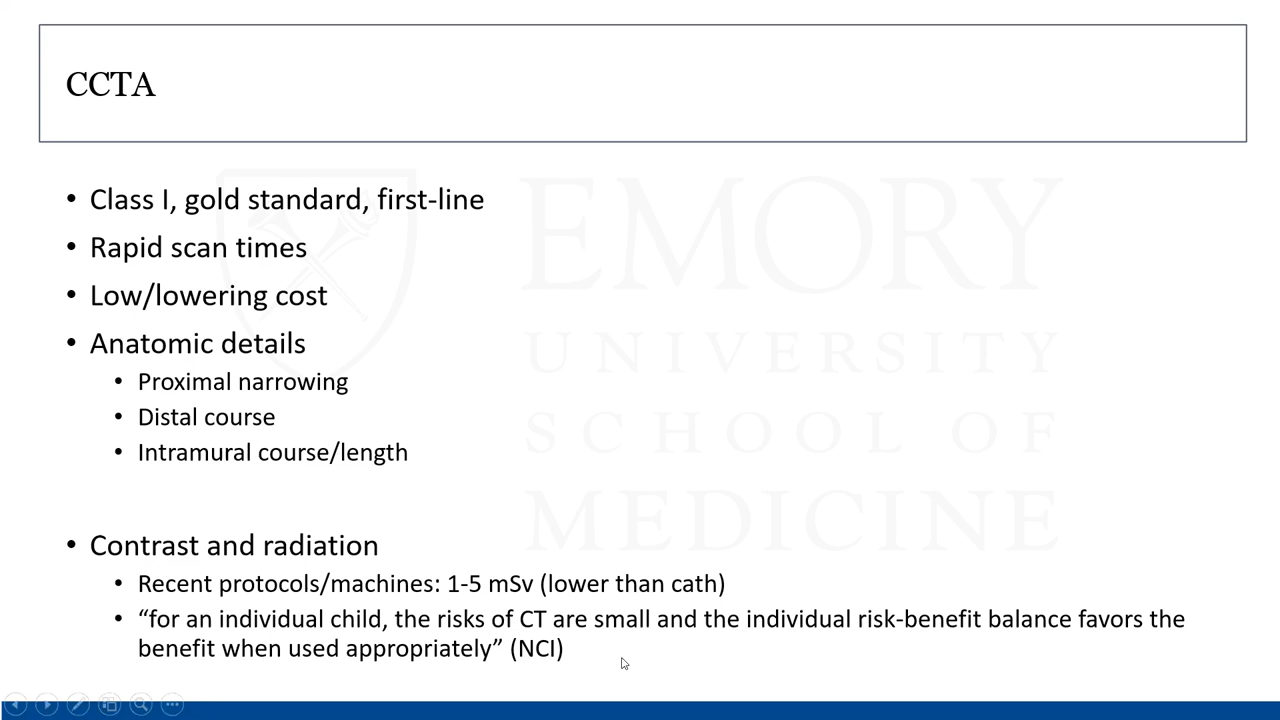 CCTA
• Class I, gold standard, first-line
• Rapid scan times
• Low/lowering cost
• Anatomic details
• Proximal narrowing
• Distal course
• Intramural course/length
• Contrast and radiation
• Recent protocols/machines: 1-5 mSv (lower than cath)
• “for an individual child, the risks of CT are small and the individual risk-benefit balance favors the
benefit when used appropriately” (NCI)
EMORY
UNIVERSITY
SCHOOL OF
MEDICINE